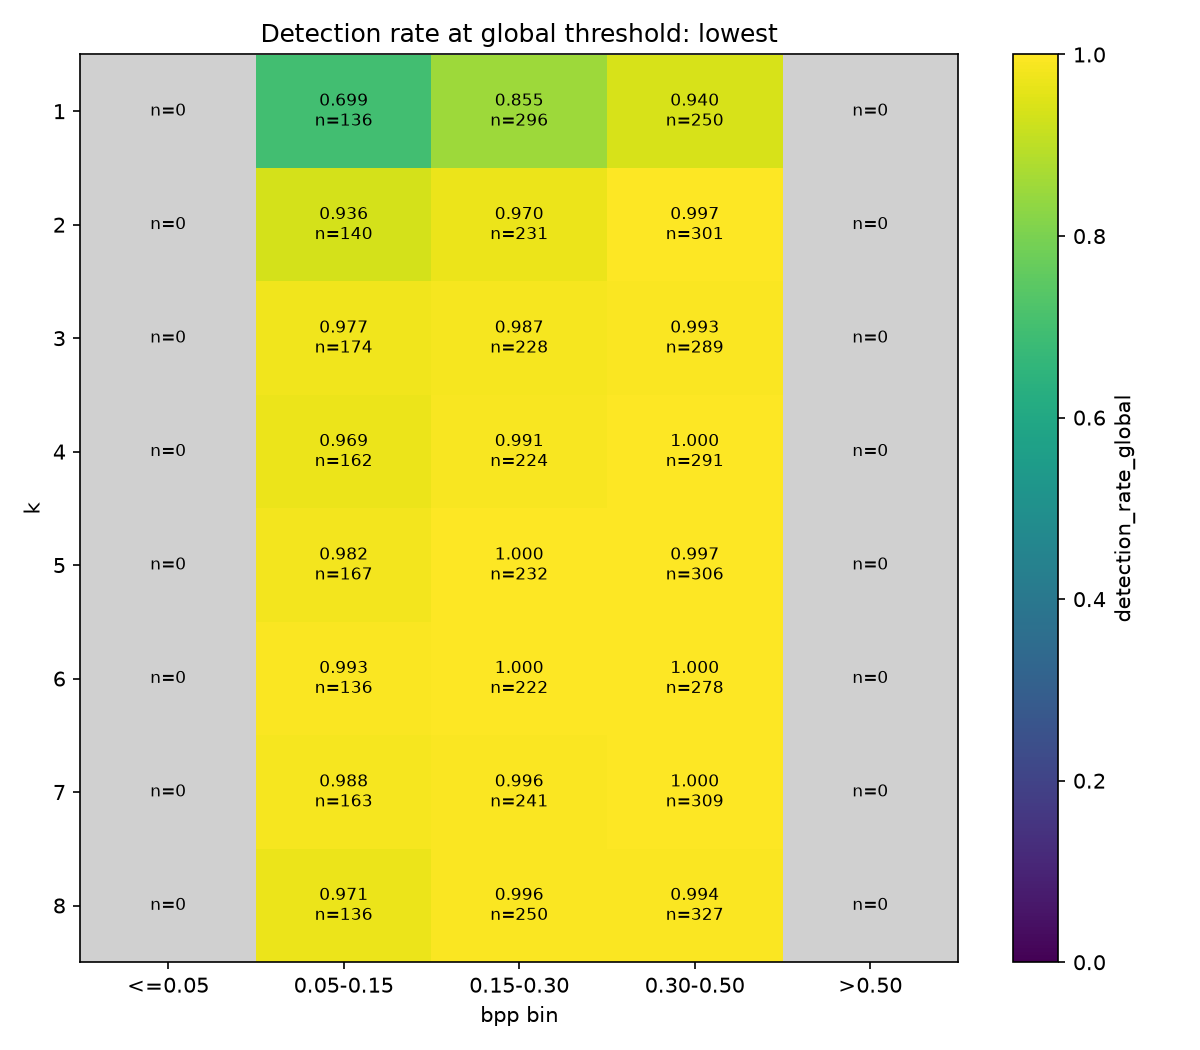 Detection rate at global threshold: lowest
1
n=0
0.699
n=136
0.855
n=296
0.940
n=250
n=0
2
n=0
0.936
n=140
0.970
n=231
0.997
n=301
n=0
3
n=0
0.977
n=174
0.987
n=228
0.993
n=289
n=0
4
n=0
0.969
n=162
0.991
n=224
1.000
n=291
n=0
5
n=0
0.982
n=167
1.000
n=232
0.997
n=306
n=0
6
n=0
0.993
n=136
1.000
n=222
1.000
n=278
n=0
7
n=0
0.988
n=163
0.996
n=241
1.000
n=309
n=0
8
n=0
0.971
n=136
0.996
n=250
0.994
n=327
n=0
k
<=0.05
0.05-0.15
0.15-0.30
0.30-0.50
>0.50
bpp bin
1.0
0.8
0.6
0.4
0.2
0.0
detection_rate_global